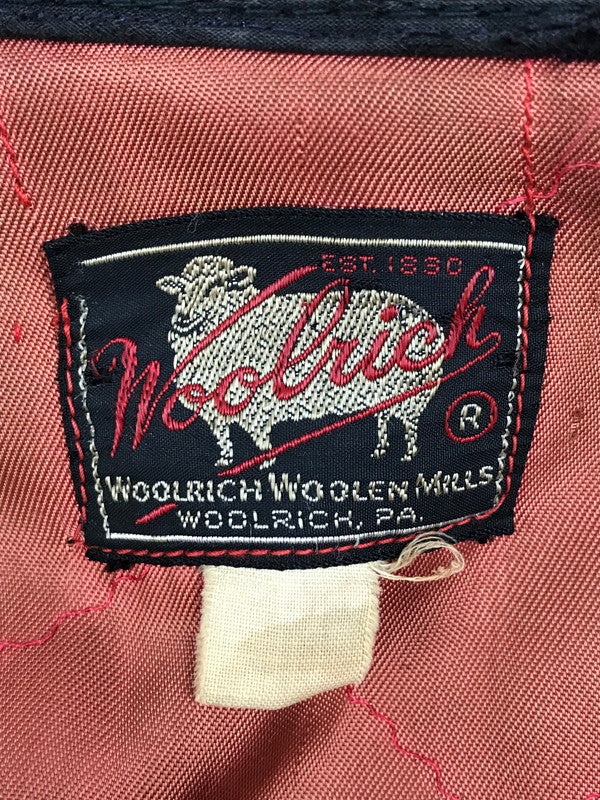 EST. 1830
Woolrich
®
WOOLRICH WOOLEN MILLS
WOOLRICH, PA.